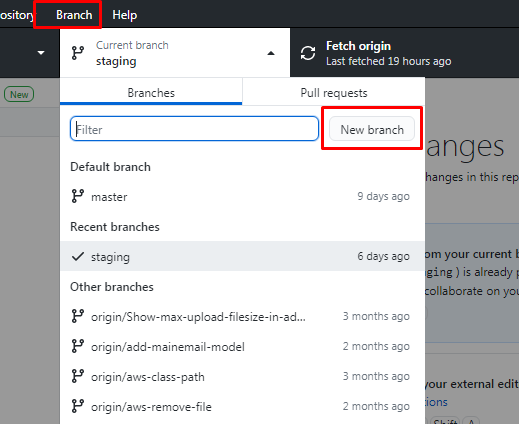 Branch
Help
Current branch
staging
Fetch origin
Last fetched 19 hours ago
New
Branches
Pull requests
Filter
New branch
Default branch
master
9 days ago
Recent branches
staging
6 days ago
Other branches
origin/Show-max-upload-filesize-in-ad...
3 months ago
origin/add-mainemail-model
2 months ago
origin/aws-class-path
3 months ago
origin/aws-remove-file
2 months ago
hanges in this rep
om your current b
ging ) is already p
collaborate on you
your external edit
tions
Shift
A